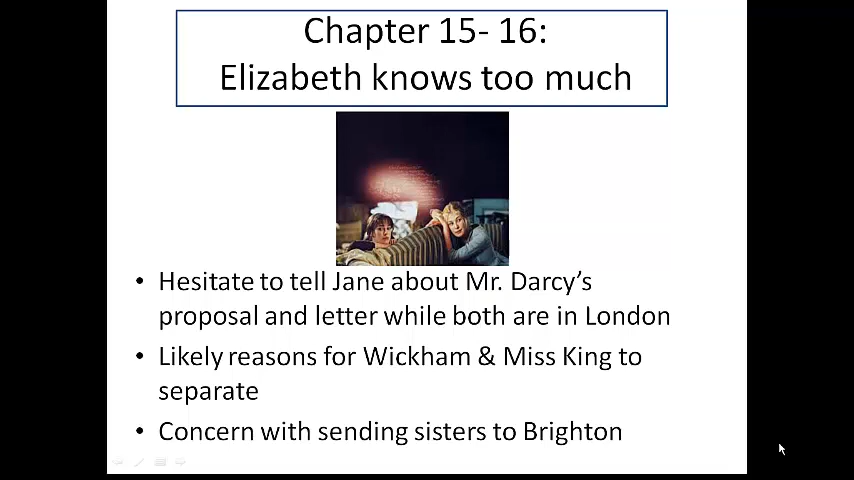 Chapter 15- 16:
Elizabeth knows too much
• Hesitate to tell Jane about Mr. Darcy’s
proposal and letter while both are in London
• Likely reasons for Wickham & Miss King to
separate
• Concern with sending sisters to Brighton